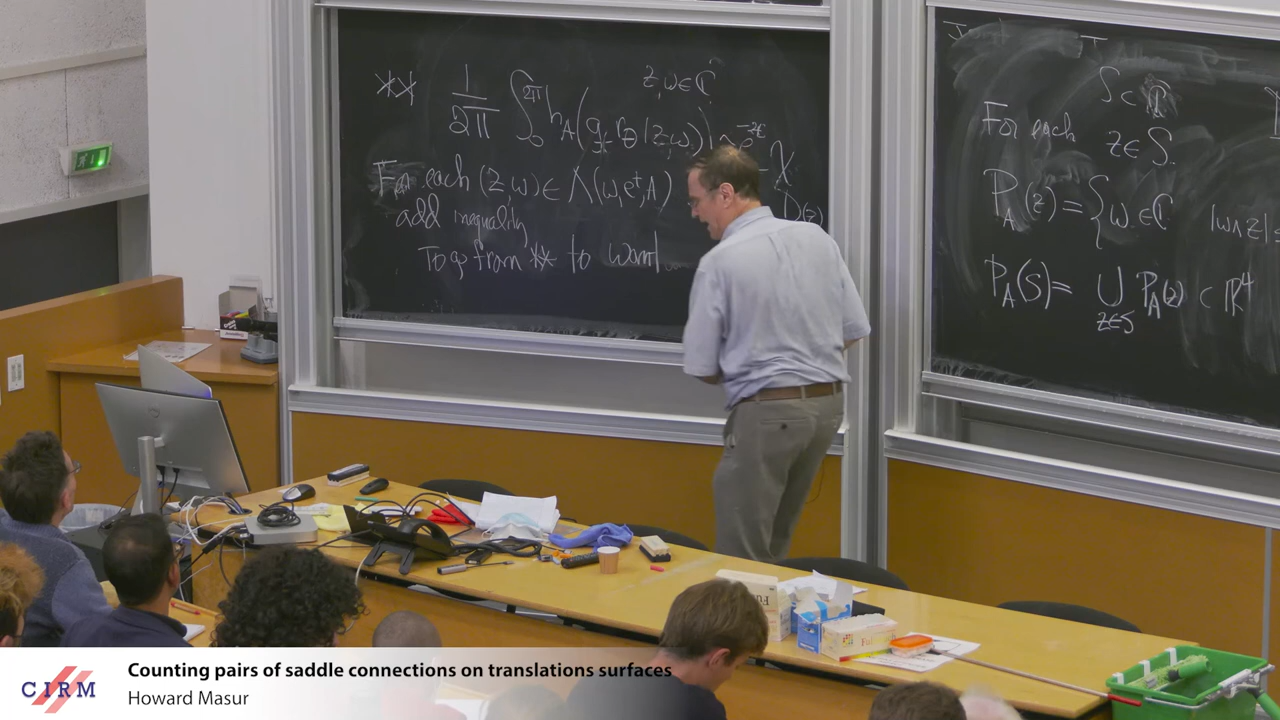 ** 1/2π ∫₀^2π h_A(g_t r_θ(z,w)) ~ e^-2t χ
z,w∈ℂ
For each (z,w)∈ Λ(ω,e^t,A)
D(z)
add inequality
To go from ** to want
S⊂ℂ
For each z∈S
P_A(z)= {w∈ℂ |w∧z|≤
P_A(S)= ∪ P_A(z) ⊂ ℝ⁴
z∈S
CIRM
Counting pairs of saddle connections on translations surfaces
Howard Masur